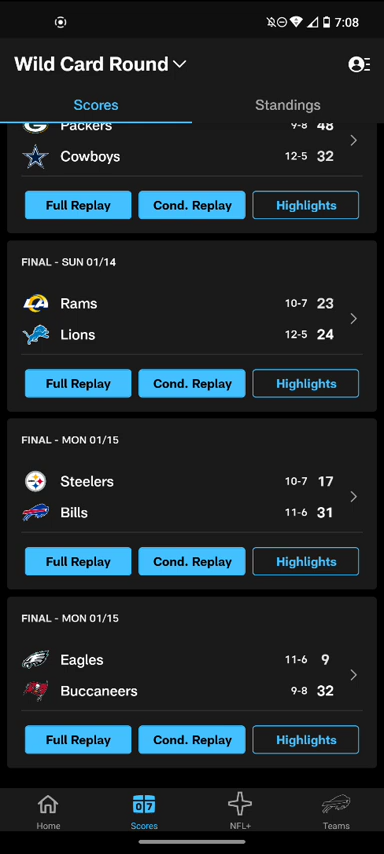 7:08
Wild Card Round
Scores Standings
Packers 9-8 48
Cowboys 12-5 32
Full Replay Cond. Replay Highlights
FINAL - SUN 01/14
Rams 10-7 23
Lions 12-5 24
Full Replay Cond. Replay Highlights
FINAL - MON 01/15
Steelers 10-7 17
Bills 11-6 31
Full Replay Cond. Replay Highlights
FINAL - MON 01/15
Eagles 11-6 9
Buccaneers 9-8 32
Full Replay Cond. Replay Highlights
07
Home Scores NFL+ Teams